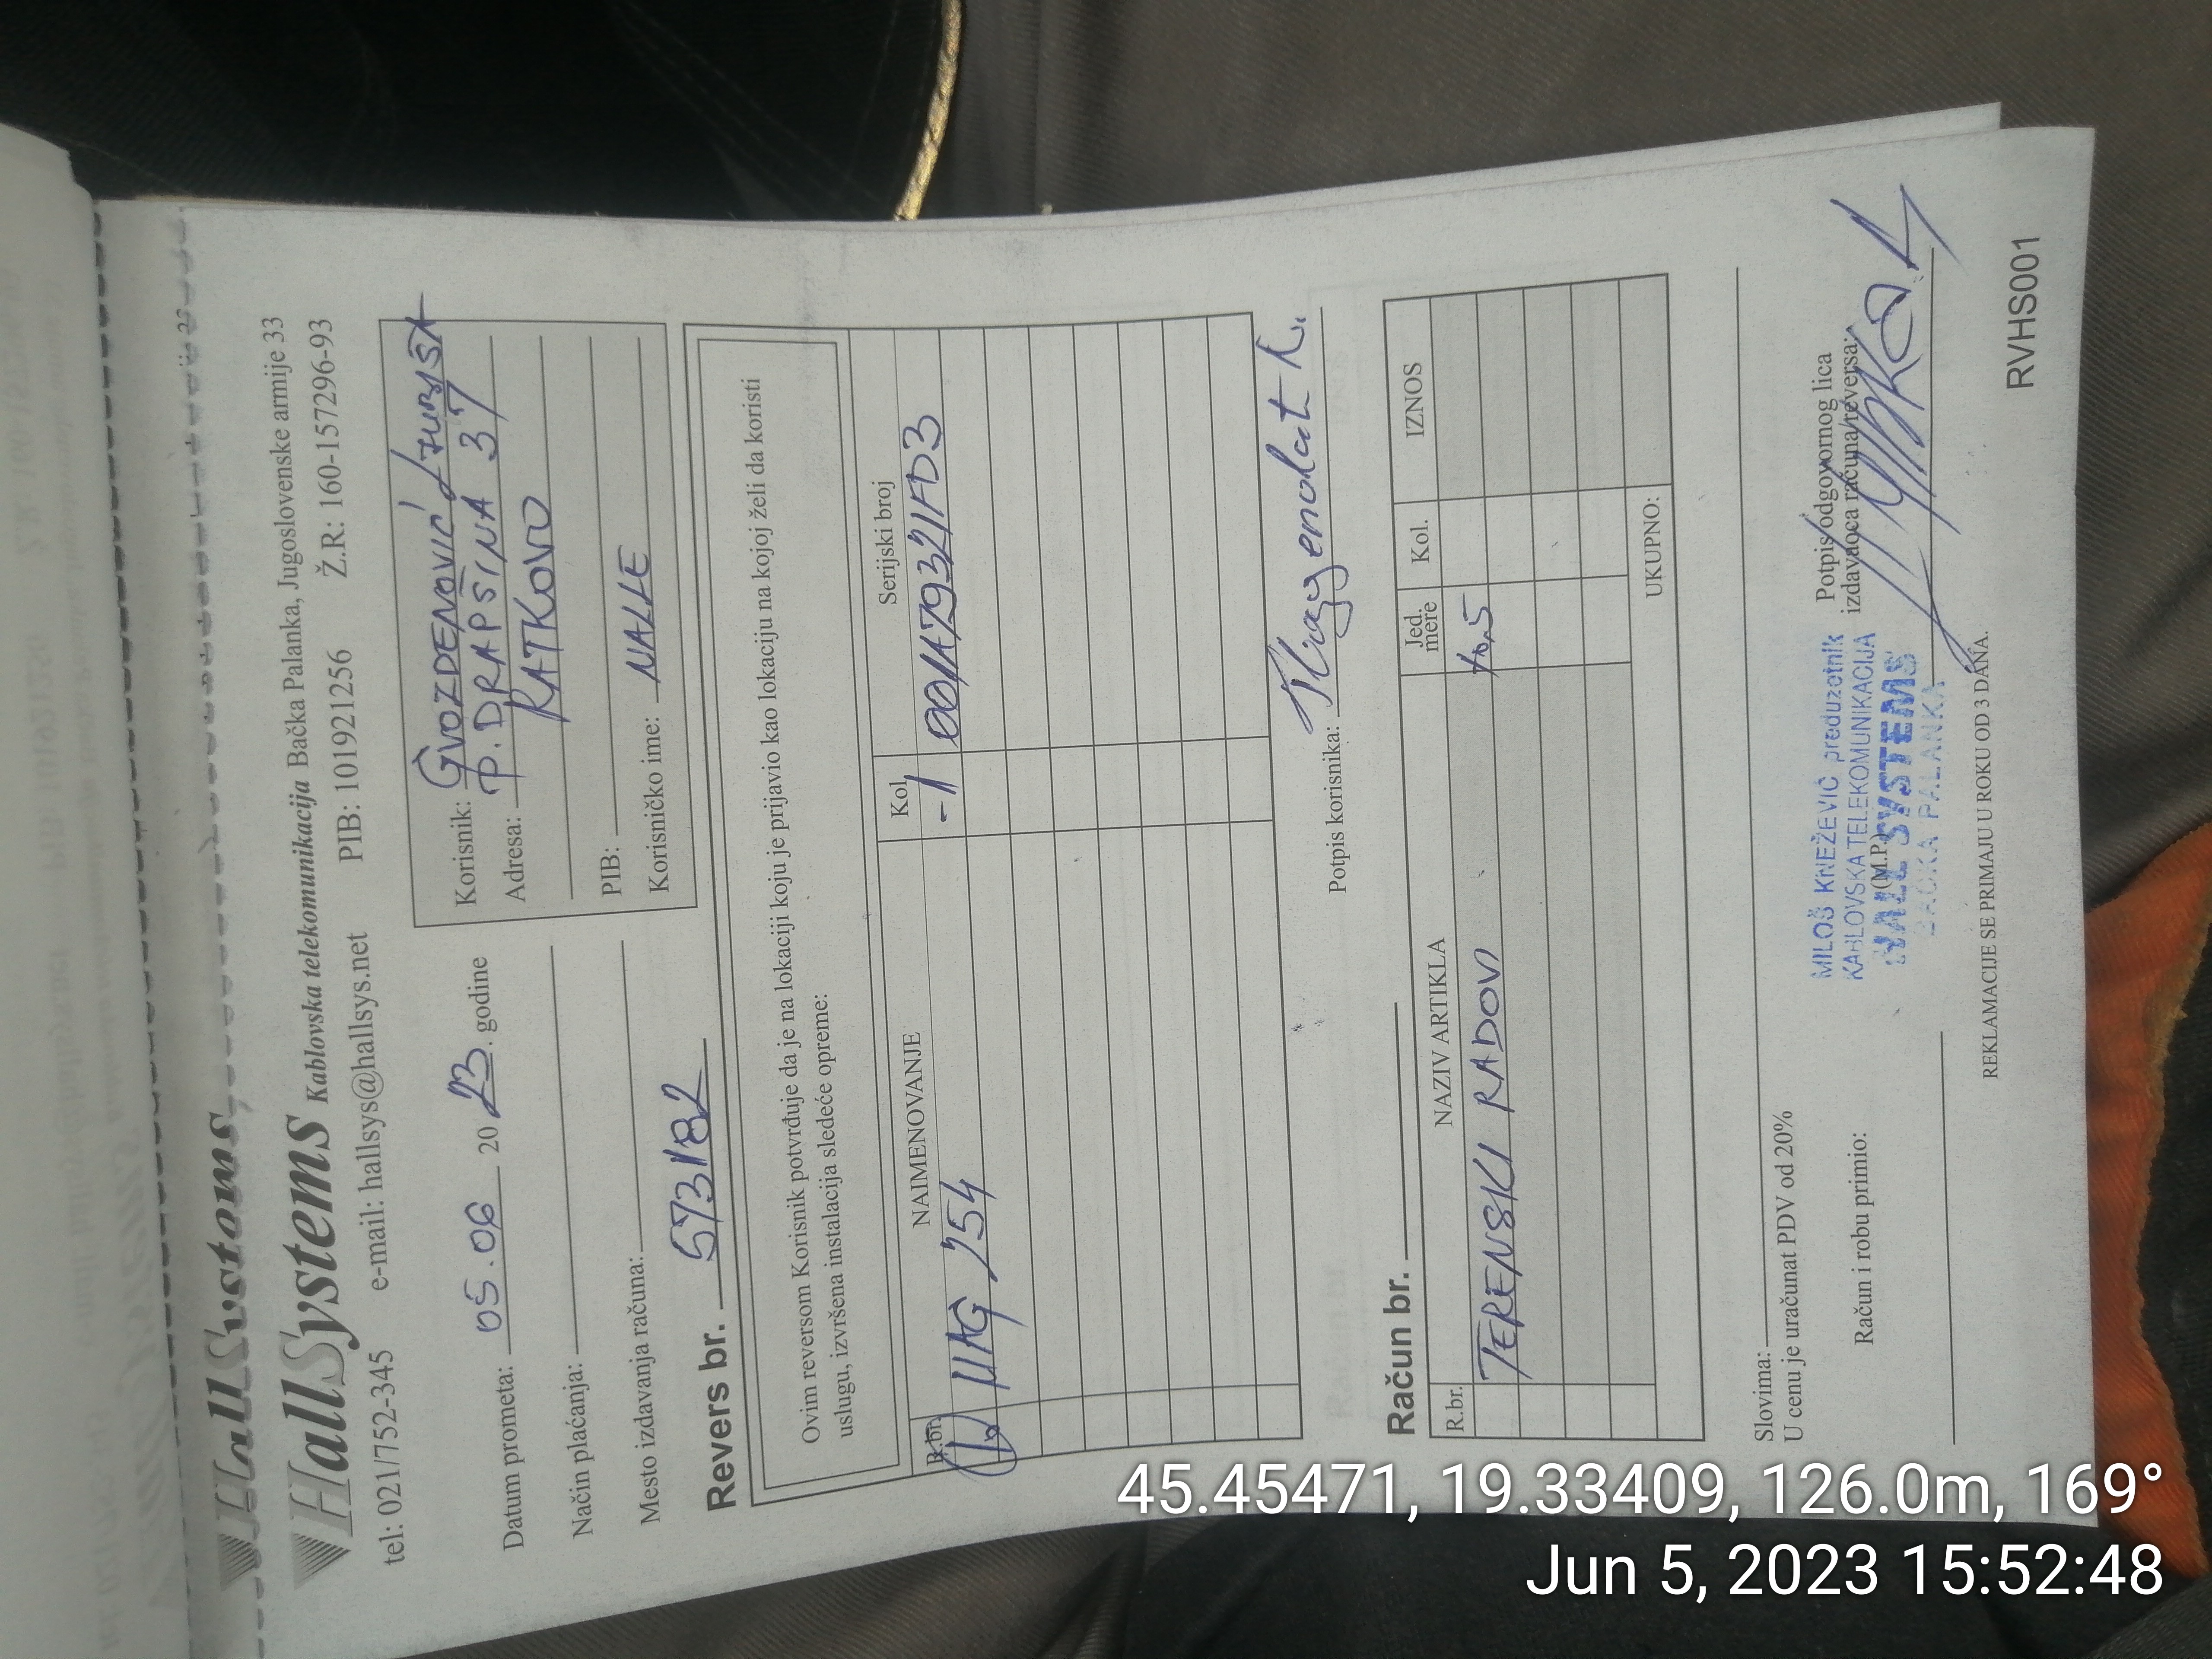 HallSystems
HallSystems Kablovska telekomunikacija Bačka Palanka, Jugoslovenske armije 33
tel: 021/752-345 e-mail: hallsys@hallsys.net PIB: 101921256 Ž.R: 160-157296-93
Datum prometa: 05.06 2023. godine
Način plaćanja:
Mesto izdavanja računa:
Korisnik: GVOZDENOVIĆ
Adresa: P. DRAPŠINA 37
RATKOVO
PIB:
Korisničko ime: NALLE
Revers br. 573182
Ovim reversom Korisnik potvrđuje da je na lokaciji koju je prijavio kao lokaciju na kojoj želi da koristi
uslugu, izvršena instalacija sledeće opreme:
R.br. NAIMENOVANJE Kol. Serijski broj
1. MAG 254 -1 001A79321FD3
Potpis korisnika:
Račun br.
R.br. NAZIV ARTIKLA Jed. mere Kol. IZNOS
TERENSKI RADOVI
UKUPNO:
Slovima:
U cenu je uračunat PDV od 20%
Račun i robu primio:
MILOŠ KNEŽEVIĆ preduzetnik
KABLOVSKA TELEKOMUNIKACIJA
(M.P.)
HALL SYSTEMS
BAČKA PALANKA
Potpis odgovornog lica
izdavaoca računa/reversa:
REKLAMACIJE SE PRIMAJU U ROKU OD 3 DANA.
RVHS001
45.45471, 19.33409, 126.0m, 169°
Jun 5, 2023 15:52:48